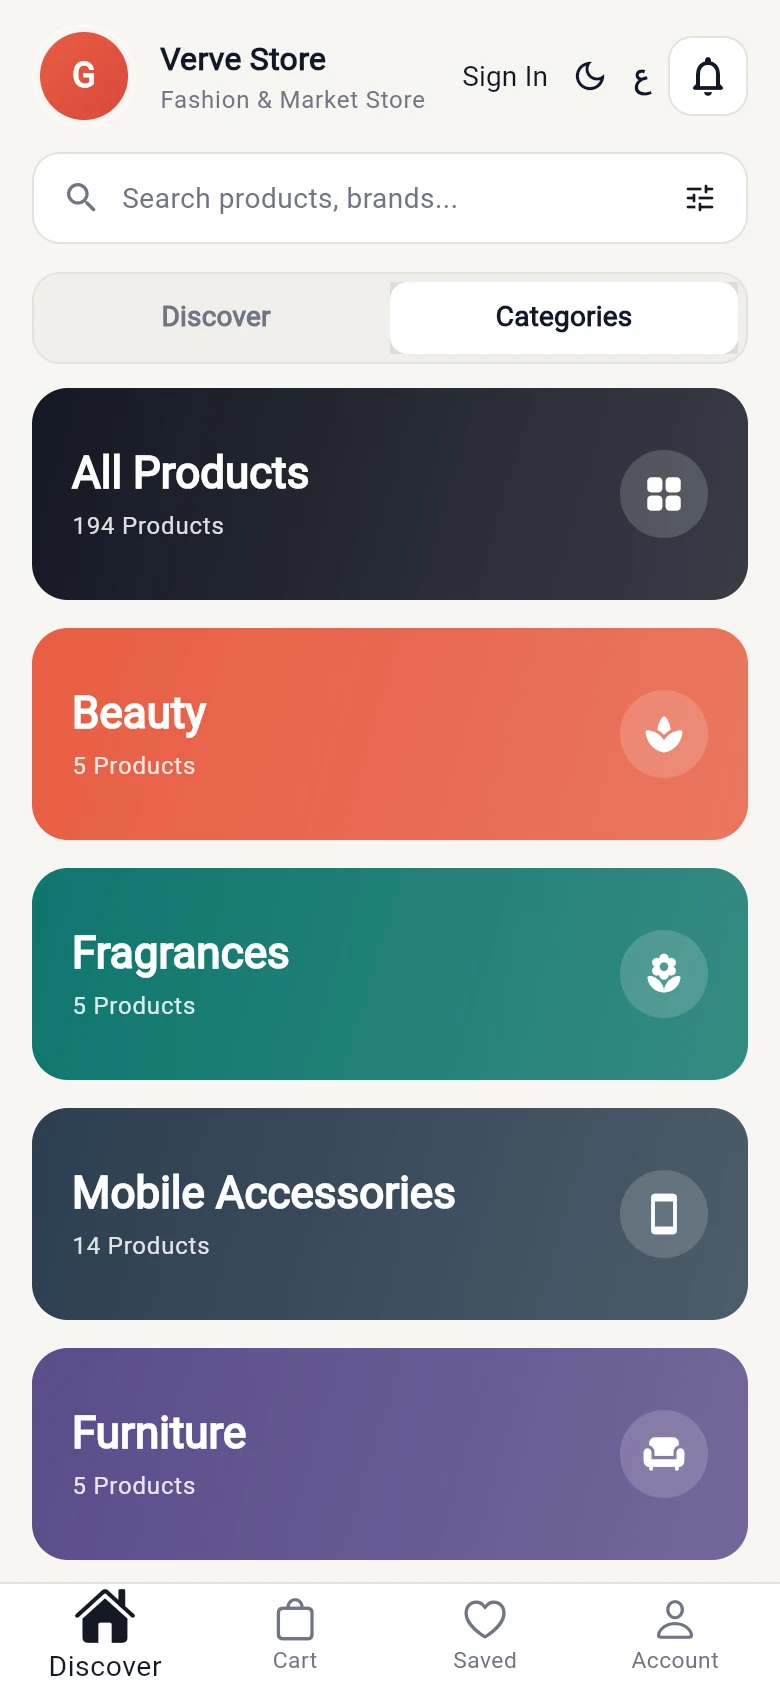 G
Verve Store
Fashion & Market Store
Sign In
ع
Search products, brands...
Discover
Categories
All Products
194 Products
Beauty
5 Products
Fragrances
5 Products
Mobile Accessories
14 Products
Furniture
5 Products
Discover
Cart
Saved
Account